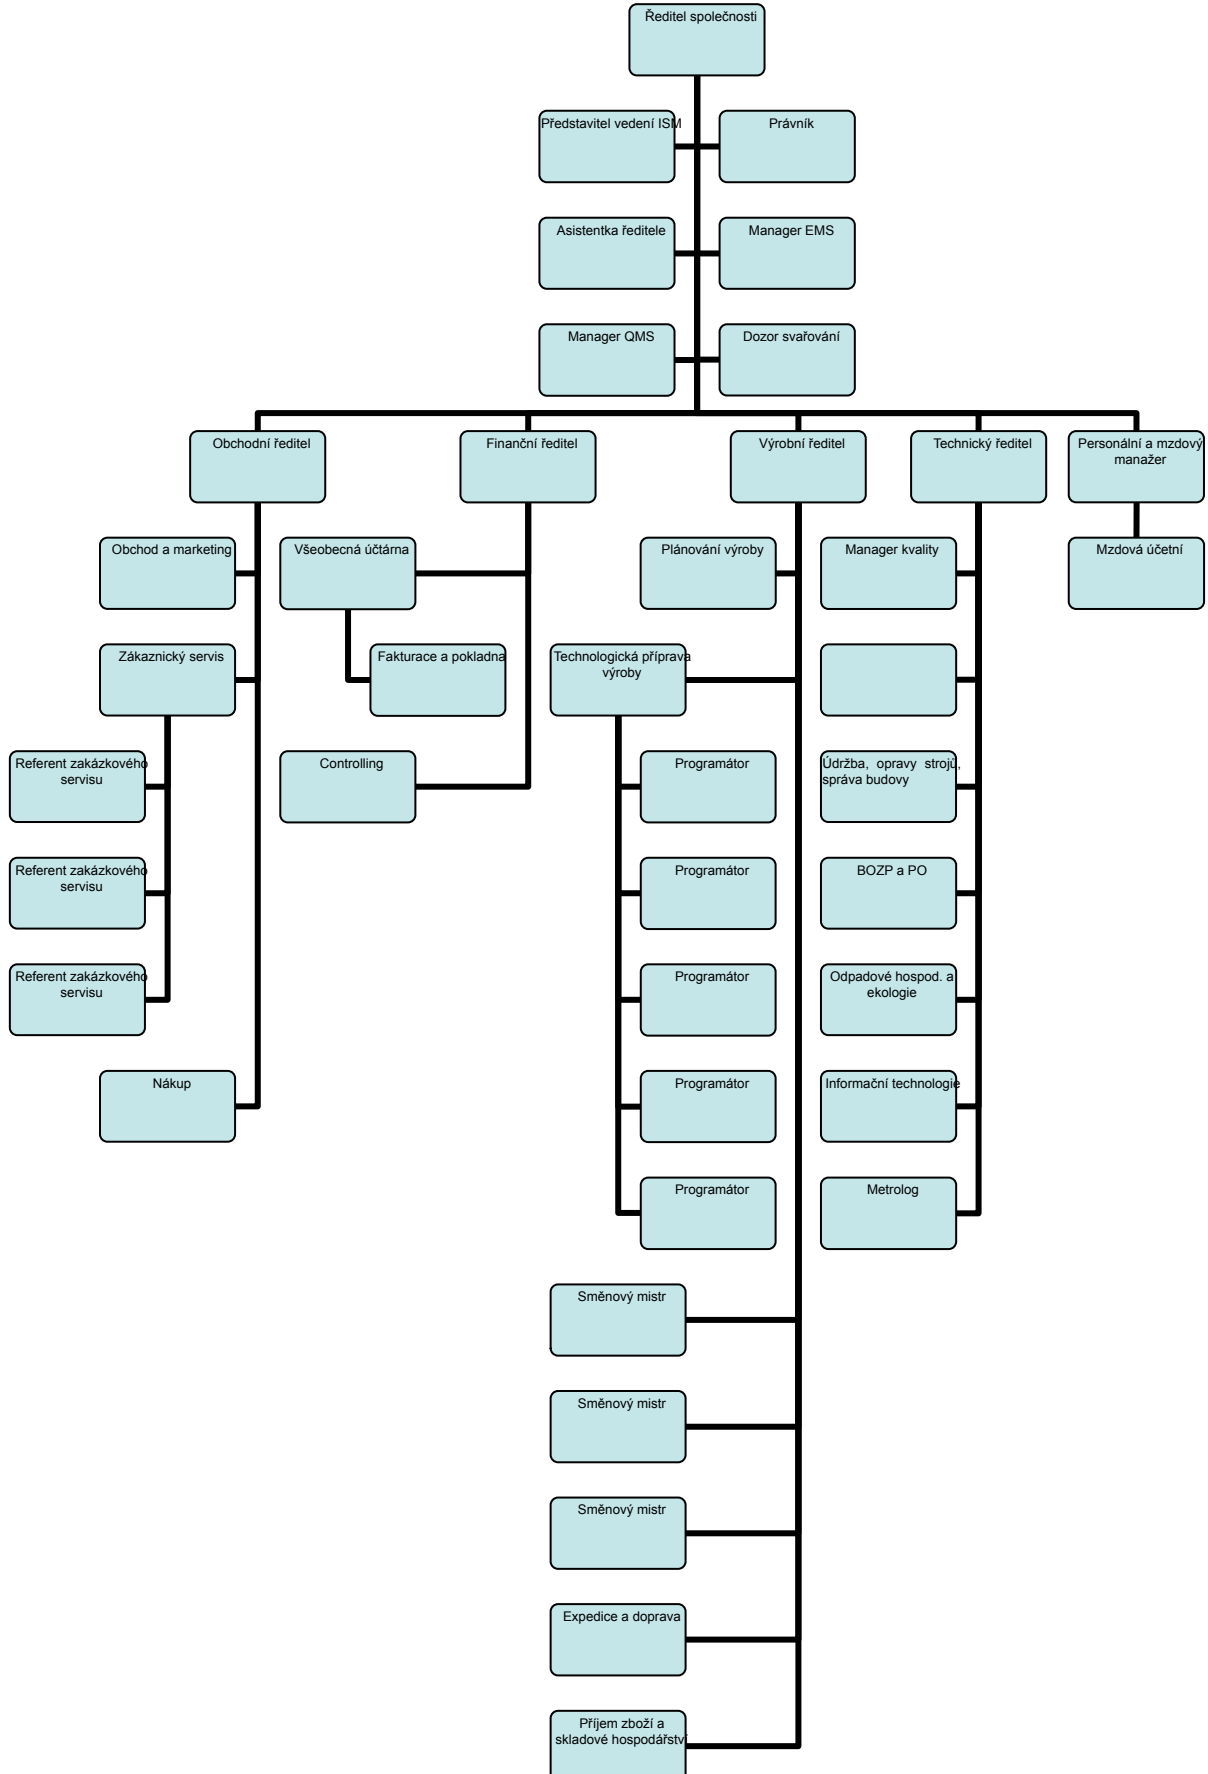 Ředitel společnosti
Představitel vedení ISM
Právník
Asistentka ředitele
Manager EMS
Manager QMS
Dozor svařování
Obchodní ředitel
Finanční ředitel
Výrobní ředitel
Technický ředitel
Personální a mzdový
manažer
Obchod a marketing
Všeobecná účtárna
Plánování výroby
Manager kvality
Mzdová účetní
Zákaznický servis
Fakturace a pokladna
Technologická příprava
výroby
Referent zakázkového
servisu
Controlling
Programátor
Údržba, opravy strojů,
správa budovy
Referent zakázkového
servisu
Programátor
BOZP a PO
Referent zakázkového
servisu
Programátor
Odpadové hospod. a
ekologie
Nákup
Programátor
Informační technologie
Programátor
Metrolog
Směnový mistr
Směnový mistr
Směnový mistr
Expedice a doprava
Příjem zboží a
skladové hospodářství